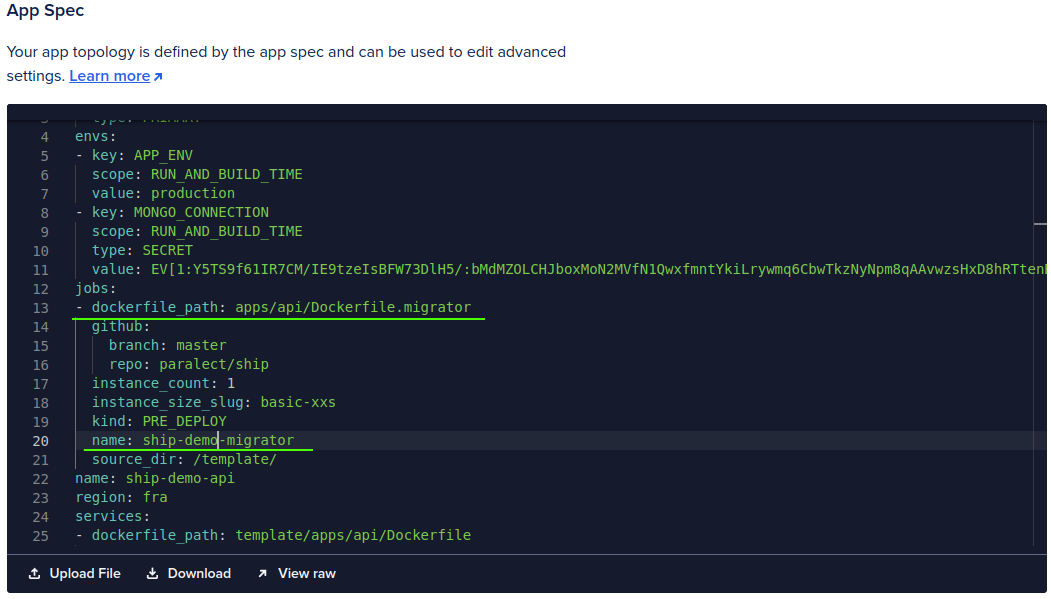 App Spec
Your app topology is defined by the app spec and can be used to edit advanced
settings. Learn more
3 type: PRIMARY
4 envs:
5 - key: APP_ENV
6 scope: RUN_AND_BUILD_TIME
7 value: production
8 - key: MONGO_CONNECTION
9 scope: RUN_AND_BUILD_TIME
10 type: SECRET
11 value: EV[1:Y5TS9f61IR7CM/IE9tzeIsBFW73DlH5/:bMdMZOLCHJboxMoN2MVfN1QwxfmntYkiLrywmq6CbwTkzNyNpm8qAAvwzsHxD8hRTten
12 jobs:
13 - dockerfile_path: apps/api/Dockerfile.migrator
14 github:
15 branch: master
16 repo: paralect/ship
17 instance_count: 1
18 instance_size_slug: basic-xxs
19 kind: PRE_DEPLOY
20 name: ship-demo-migrator
21 source_dir: /template/
22 name: ship-demo-api
23 region: fra
24 services:
25 - dockerfile_path: template/apps/api/Dockerfile
Upload File Download View raw